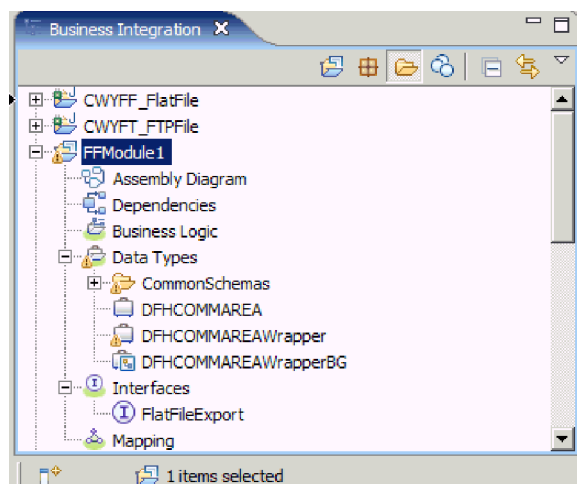 Business Integration
CWYFF_FlatFile
CWYFT_FTPFile
FFModule1
Assembly Diagram
Dependencies
Business Logic
Data Types
CommonSchemas
DFHCOMMAREA
DFHCOMMAREAWrapper
DFHCOMMAREAWrapperBG
Interfaces
FlatFileExport
Mapping
1 items selected